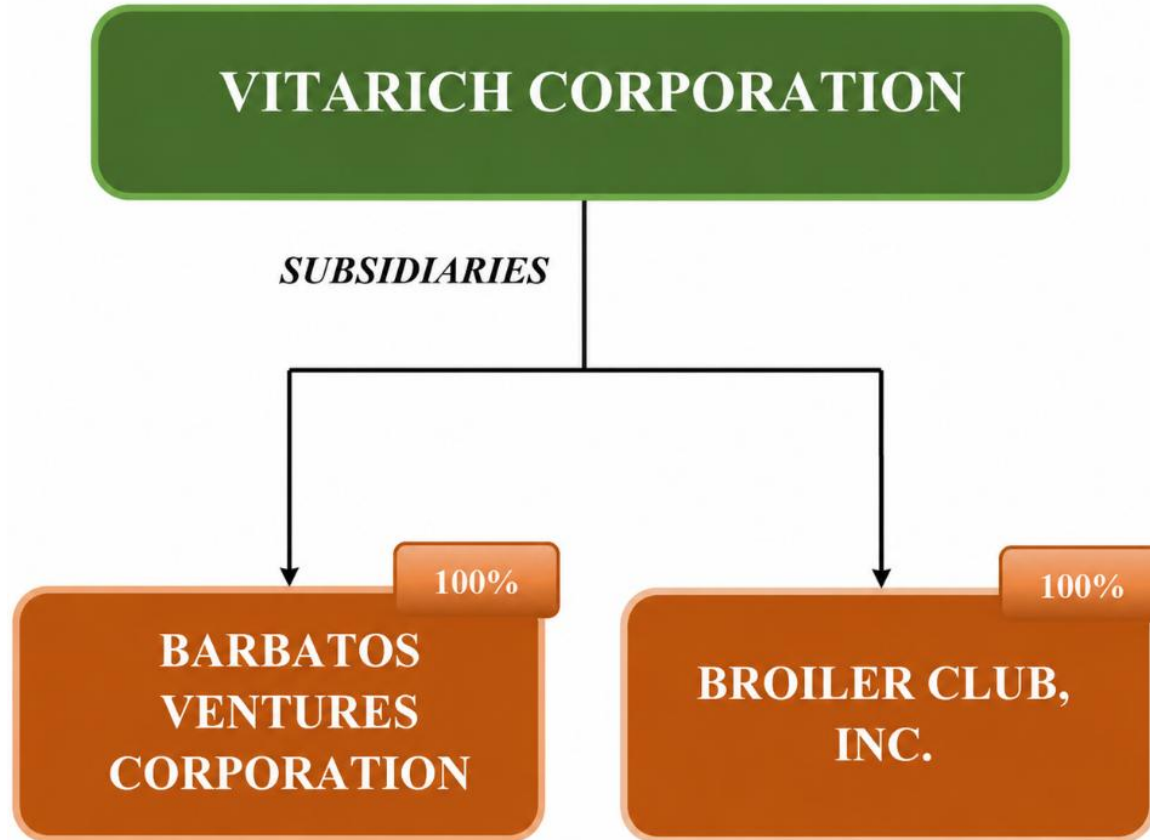 VITARICH CORPORATION
SUBSIDIARIES
100%
BARBATOS
VENTURES
CORPORATION
100%
BROILER CLUB,
INC.